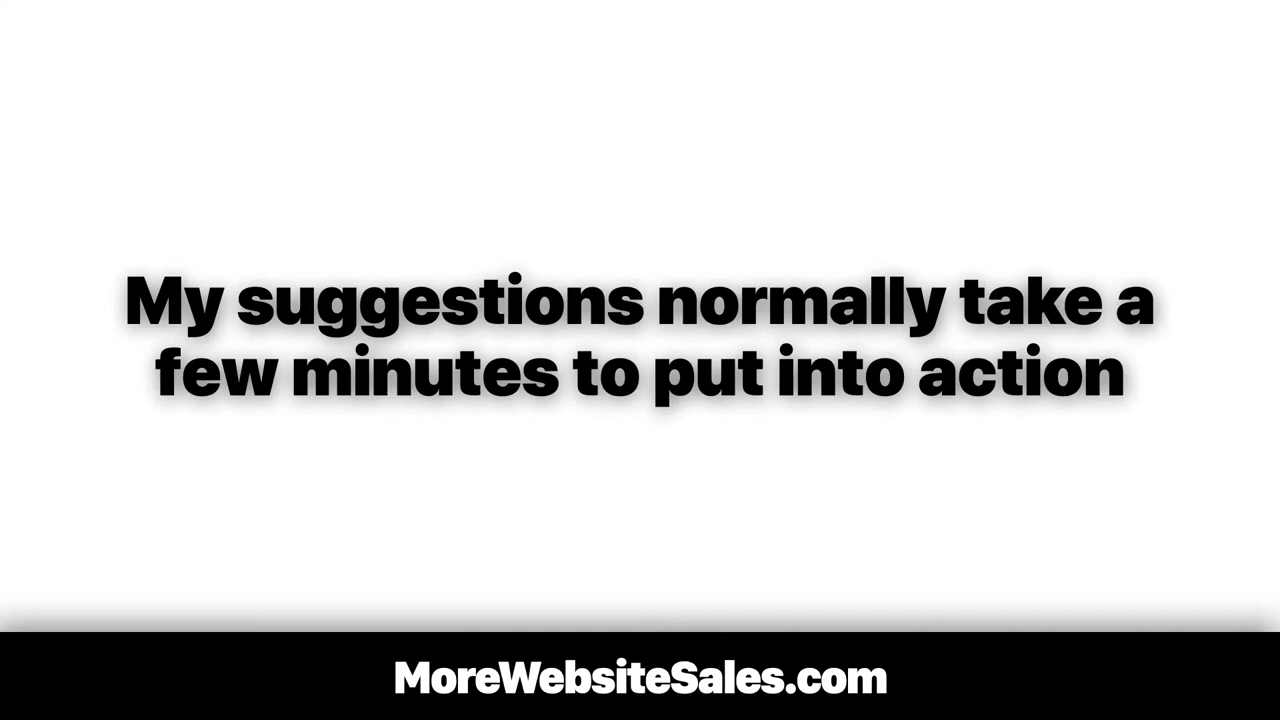 My suggestions normally take a
few minutes to put into action
MoreWebsiteSales.com